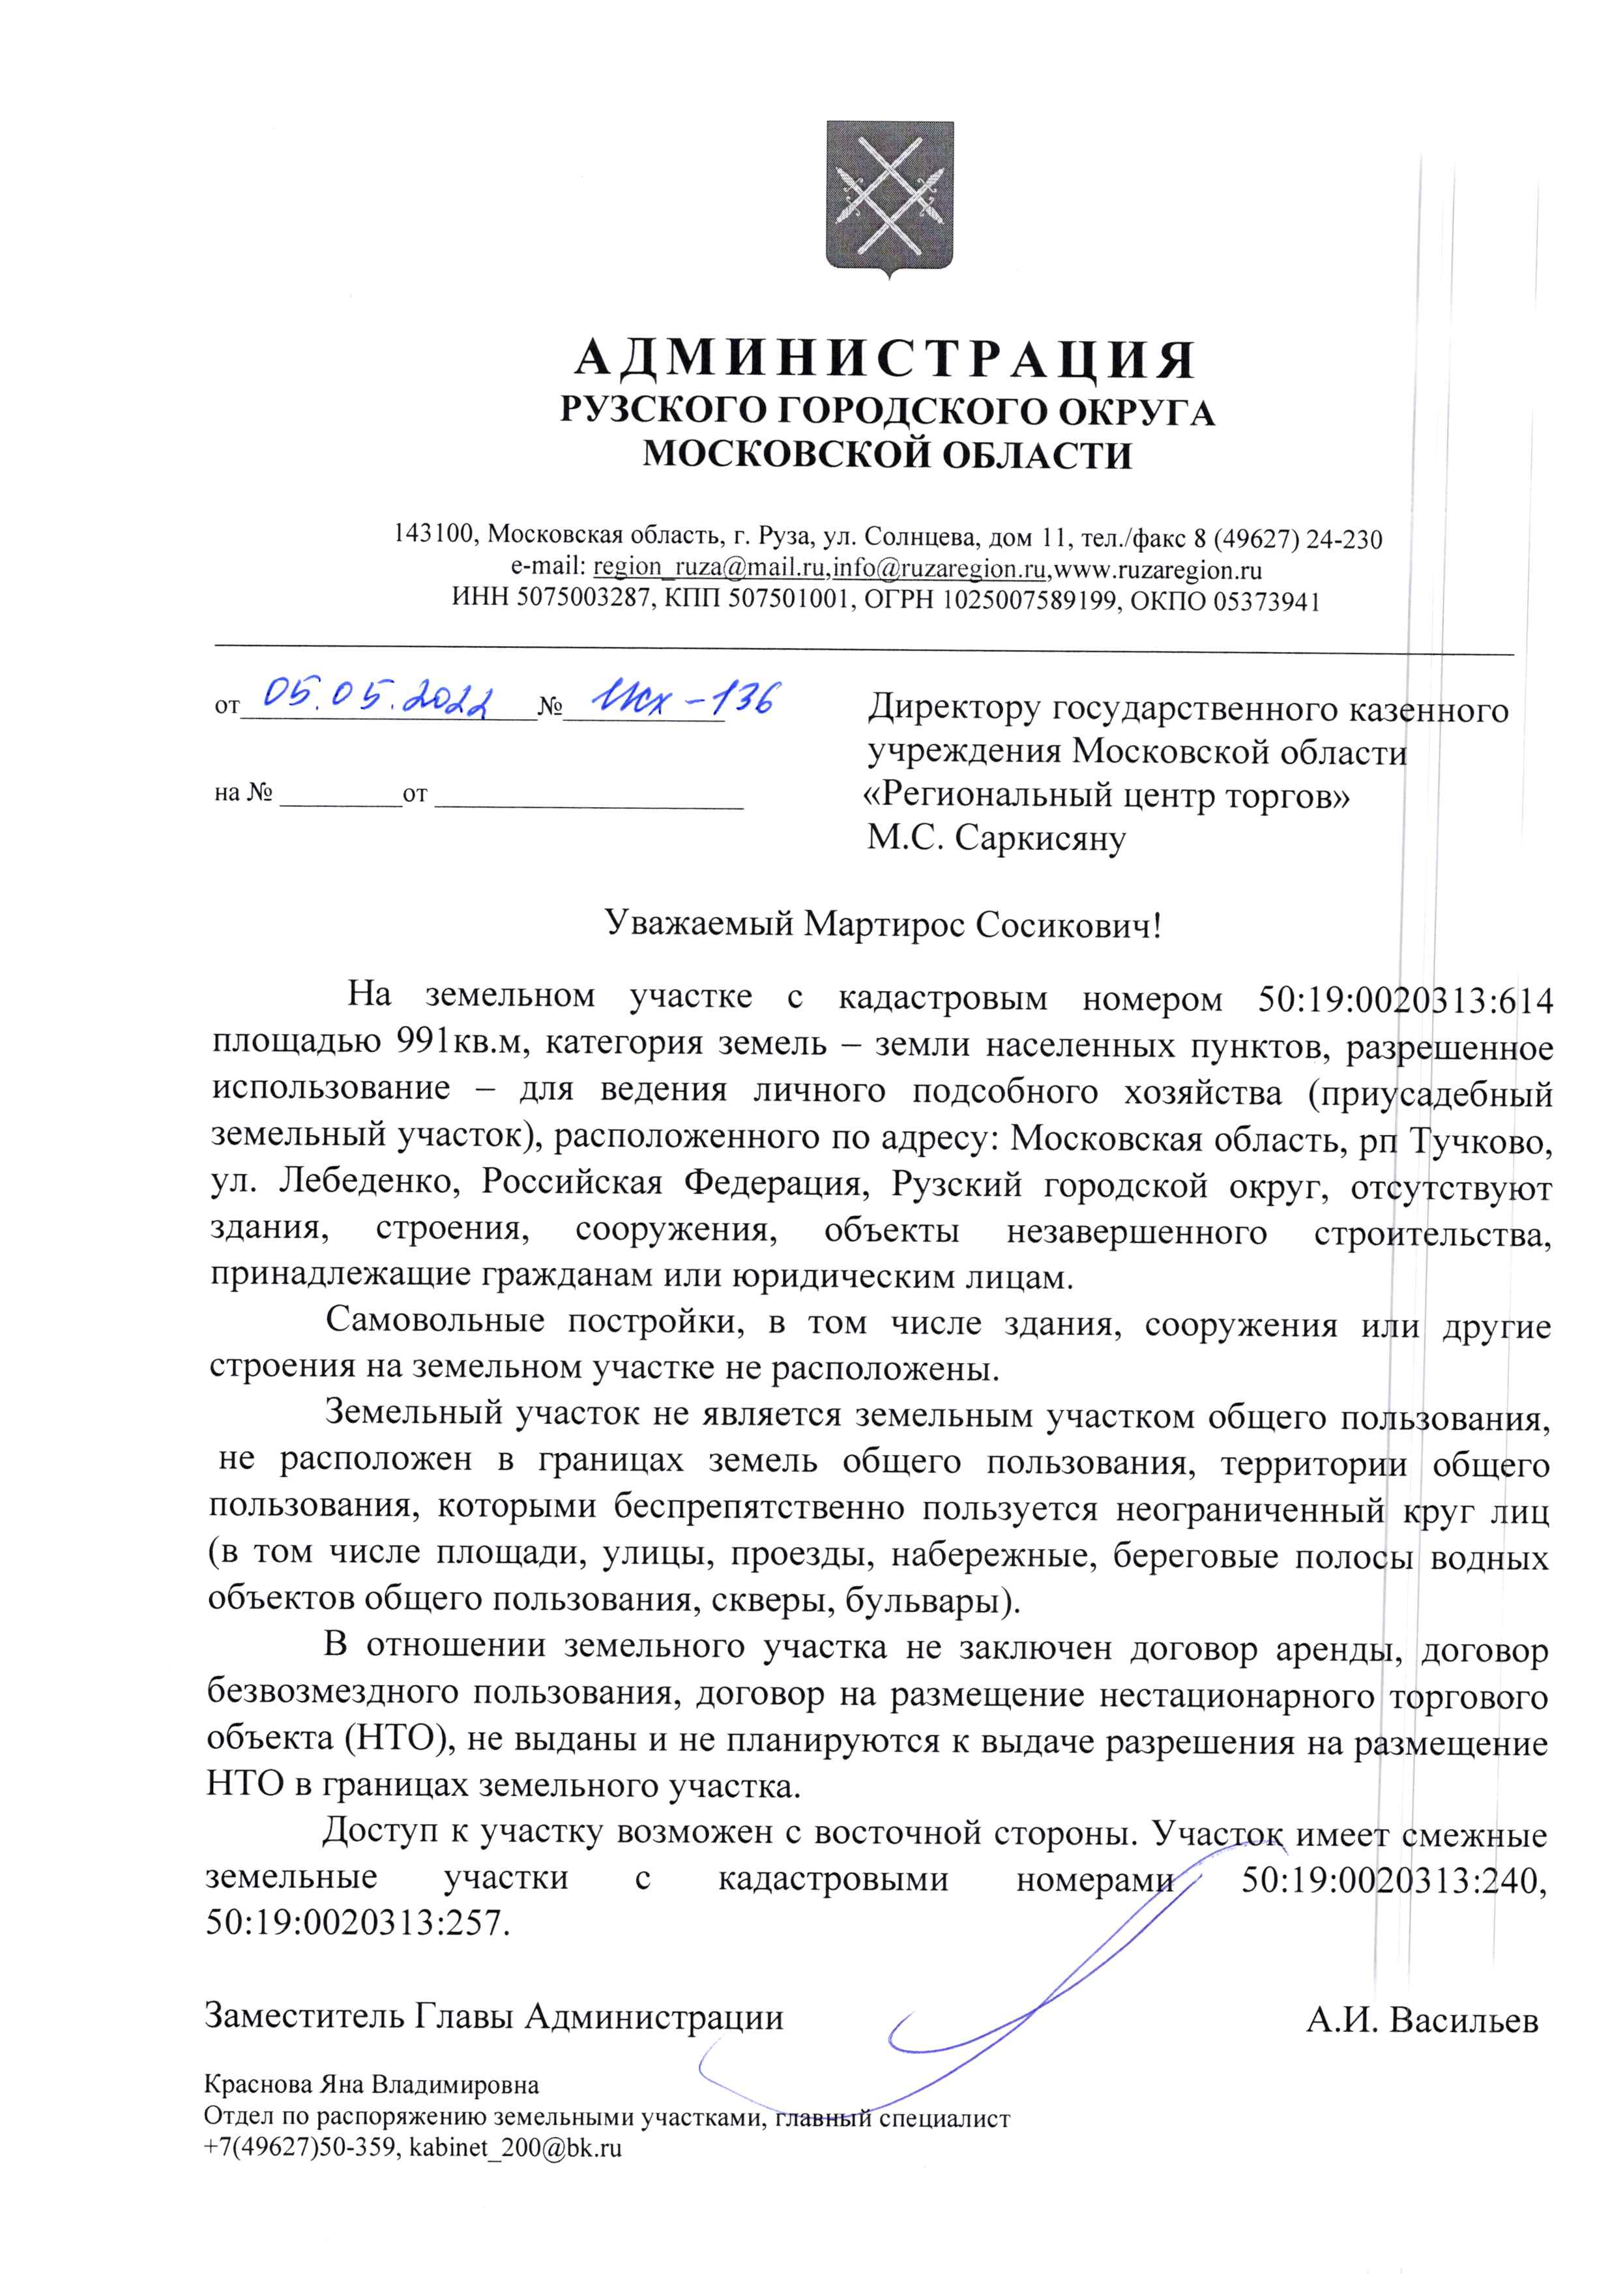 АДМИНИСТРАЦИЯ
РУЗСКОГО ГОРОДСКОГО ОКРУГА
МОСКОВСКОЙ ОБЛАСТИ
143100, Московская область, г. Руза, ул. Солнцева, дом 11, тел./факс 8 (49627) 24-230
e-mail: region_ruza@mail.ru,info@ruzaregion.ru,www.ruzaregion.ru
ИНН 5075003287, КПП 507501001, ОГРН 1025007589199, ОКПО 05373941
от 05.05.2022 № Исх-136
на № __________от ____________________
Директору государственного казенного
учреждения Московской области
«Региональный центр торгов»
М.С. Саркисяну
Уважаемый Мартирос Сосикович!
На земельном участке с кадастровым номером 50:19:0020313:614
площадью 991кв.м, категория земель – земли населенных пунктов, разрешенное
использование – для ведения личного подсобного хозяйства (приусадебный
земельный участок), расположенного по адресу: Московская область, рп Тучково,
ул. Лебеденко, Российская Федерация, Рузский городской округ, отсутствуют
здания, строения, сооружения, объекты незавершенного строительства,
принадлежащие гражданам или юридическим лицам.
Самовольные постройки, в том числе здания, сооружения или другие
строения на земельном участке не расположены.
Земельный участок не является земельным участком общего пользования,
не расположен в границах земель общего пользования, территории общего
пользования, которыми беспрепятственно пользуется неограниченный круг лиц
(в том числе площади, улицы, проезды, набережные, береговые полосы водных
объектов общего пользования, скверы, бульвары).
В отношении земельного участка не заключен договор аренды, договор
безвозмездного пользования, договор на размещение нестационарного торгового
объекта (НТО), не выданы и не планируются к выдаче разрешения на размещение
НТО в границах земельного участка.
Доступ к участку возможен с восточной стороны. Участок имеет смежные
земельные участки с кадастровыми номерами 50:19:0020313:240,
50:19:0020313:257.
Заместитель Главы Администрации А.И. Васильев
Краснова Яна Владимировна
Отдел по распоряжению земельными участками, главный специалист
+7(49627)50-359, kabinet_200@bk.ru